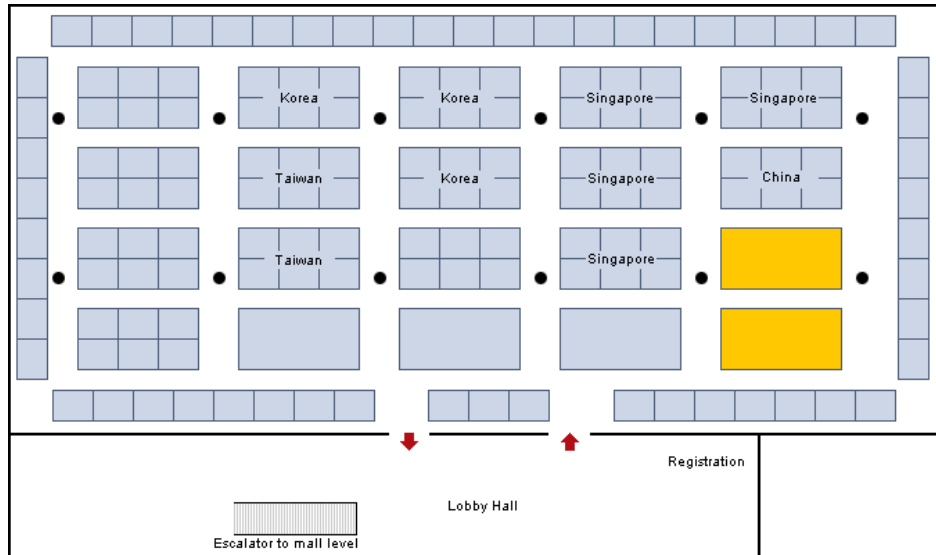 Korea
Korea
Singapore
Singapore
Taiwan
Korea
Singapore
China
Taiwan
Singapore
Registration
Lobby Hall
Escalator to mall level